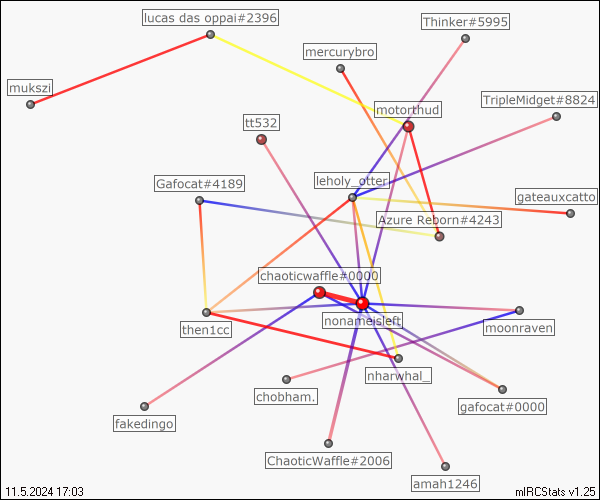 lucas das oppai#2396
Thinker#5995
mercurybro
mukszi
TripleMidget#8824
motorthud
tt532
leholy_otter
Gafocat#4189
gateauxcatto
Azure Reborn#4243
chaoticwaffle#0000
nonameisleft
then1cc
moonraven
nharwhal_
chobham.
gafocat#0000
fakedingo
ChaoticWaffle#2006
amah1246
11.5.2024 17:03
mIRCStats v1.25